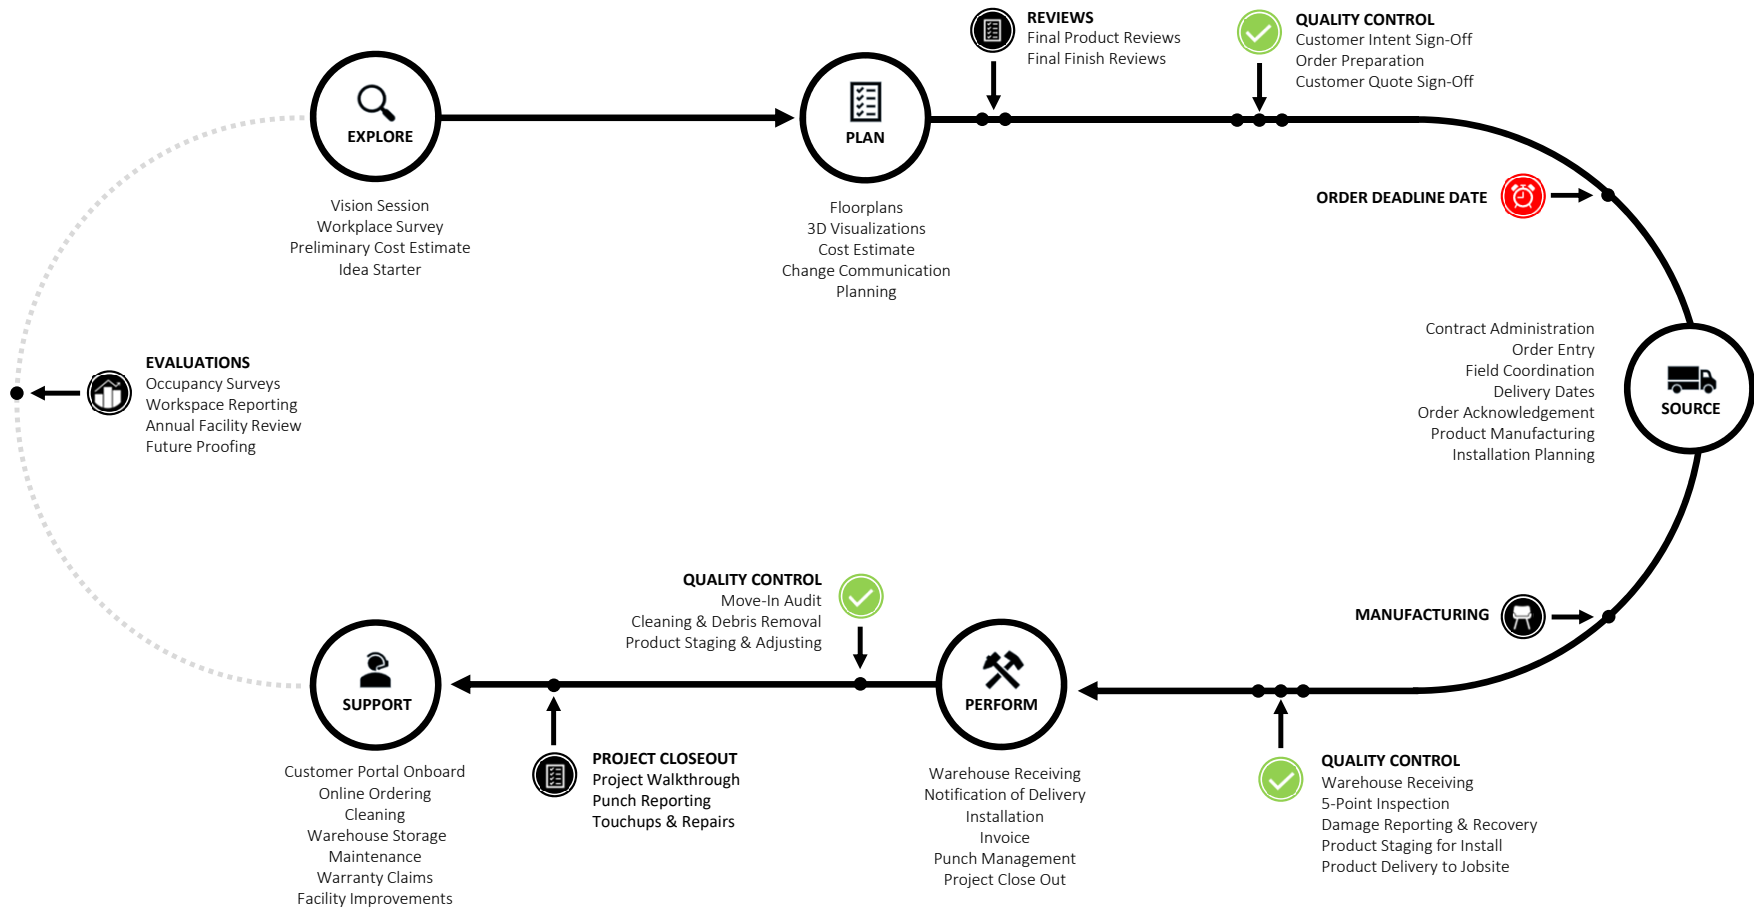 REVIEWS
Final Product Reviews
Final Finish Reviews
QUALITY CONTROL
Customer Intent Sign-Off
Order Preparation
Customer Quote Sign-Off
EXPLORE
Vision Session
Workplace Survey
Preliminary Cost Estimate
Idea Starter
PLAN
Floorplans
3D Visualizations
Cost Estimate
Change Communication
Planning
ORDER DEADLINE DATE
Contract Administration
Order Entry
Field Coordination
Delivery Dates
Order Acknowledgement
Product Manufacturing
Installation Planning
SOURCE
EVALUATIONS
Occupancy Surveys
Workspace Reporting
Annual Facility Review
Future Proofing
MANUFACTURING
QUALITY CONTROL
Move-In Audit
Cleaning & Debris Removal
Product Staging & Adjusting
SUPPORT
Customer Portal Onboard
Online Ordering
Cleaning
Warehouse Storage
Maintenance
Warranty Claims
Facility Improvements
PROJECT CLOSEOUT
Project Walkthrough
Punch Reporting
Touchups & Repairs
PERFORM
Warehouse Receiving
Notification of Delivery
Installation
Invoice
Punch Management
Project Close Out
QUALITY CONTROL
Warehouse Receiving
5-Point Inspection
Damage Reporting & Recovery
Product Staging for Install
Product Delivery to Jobsite